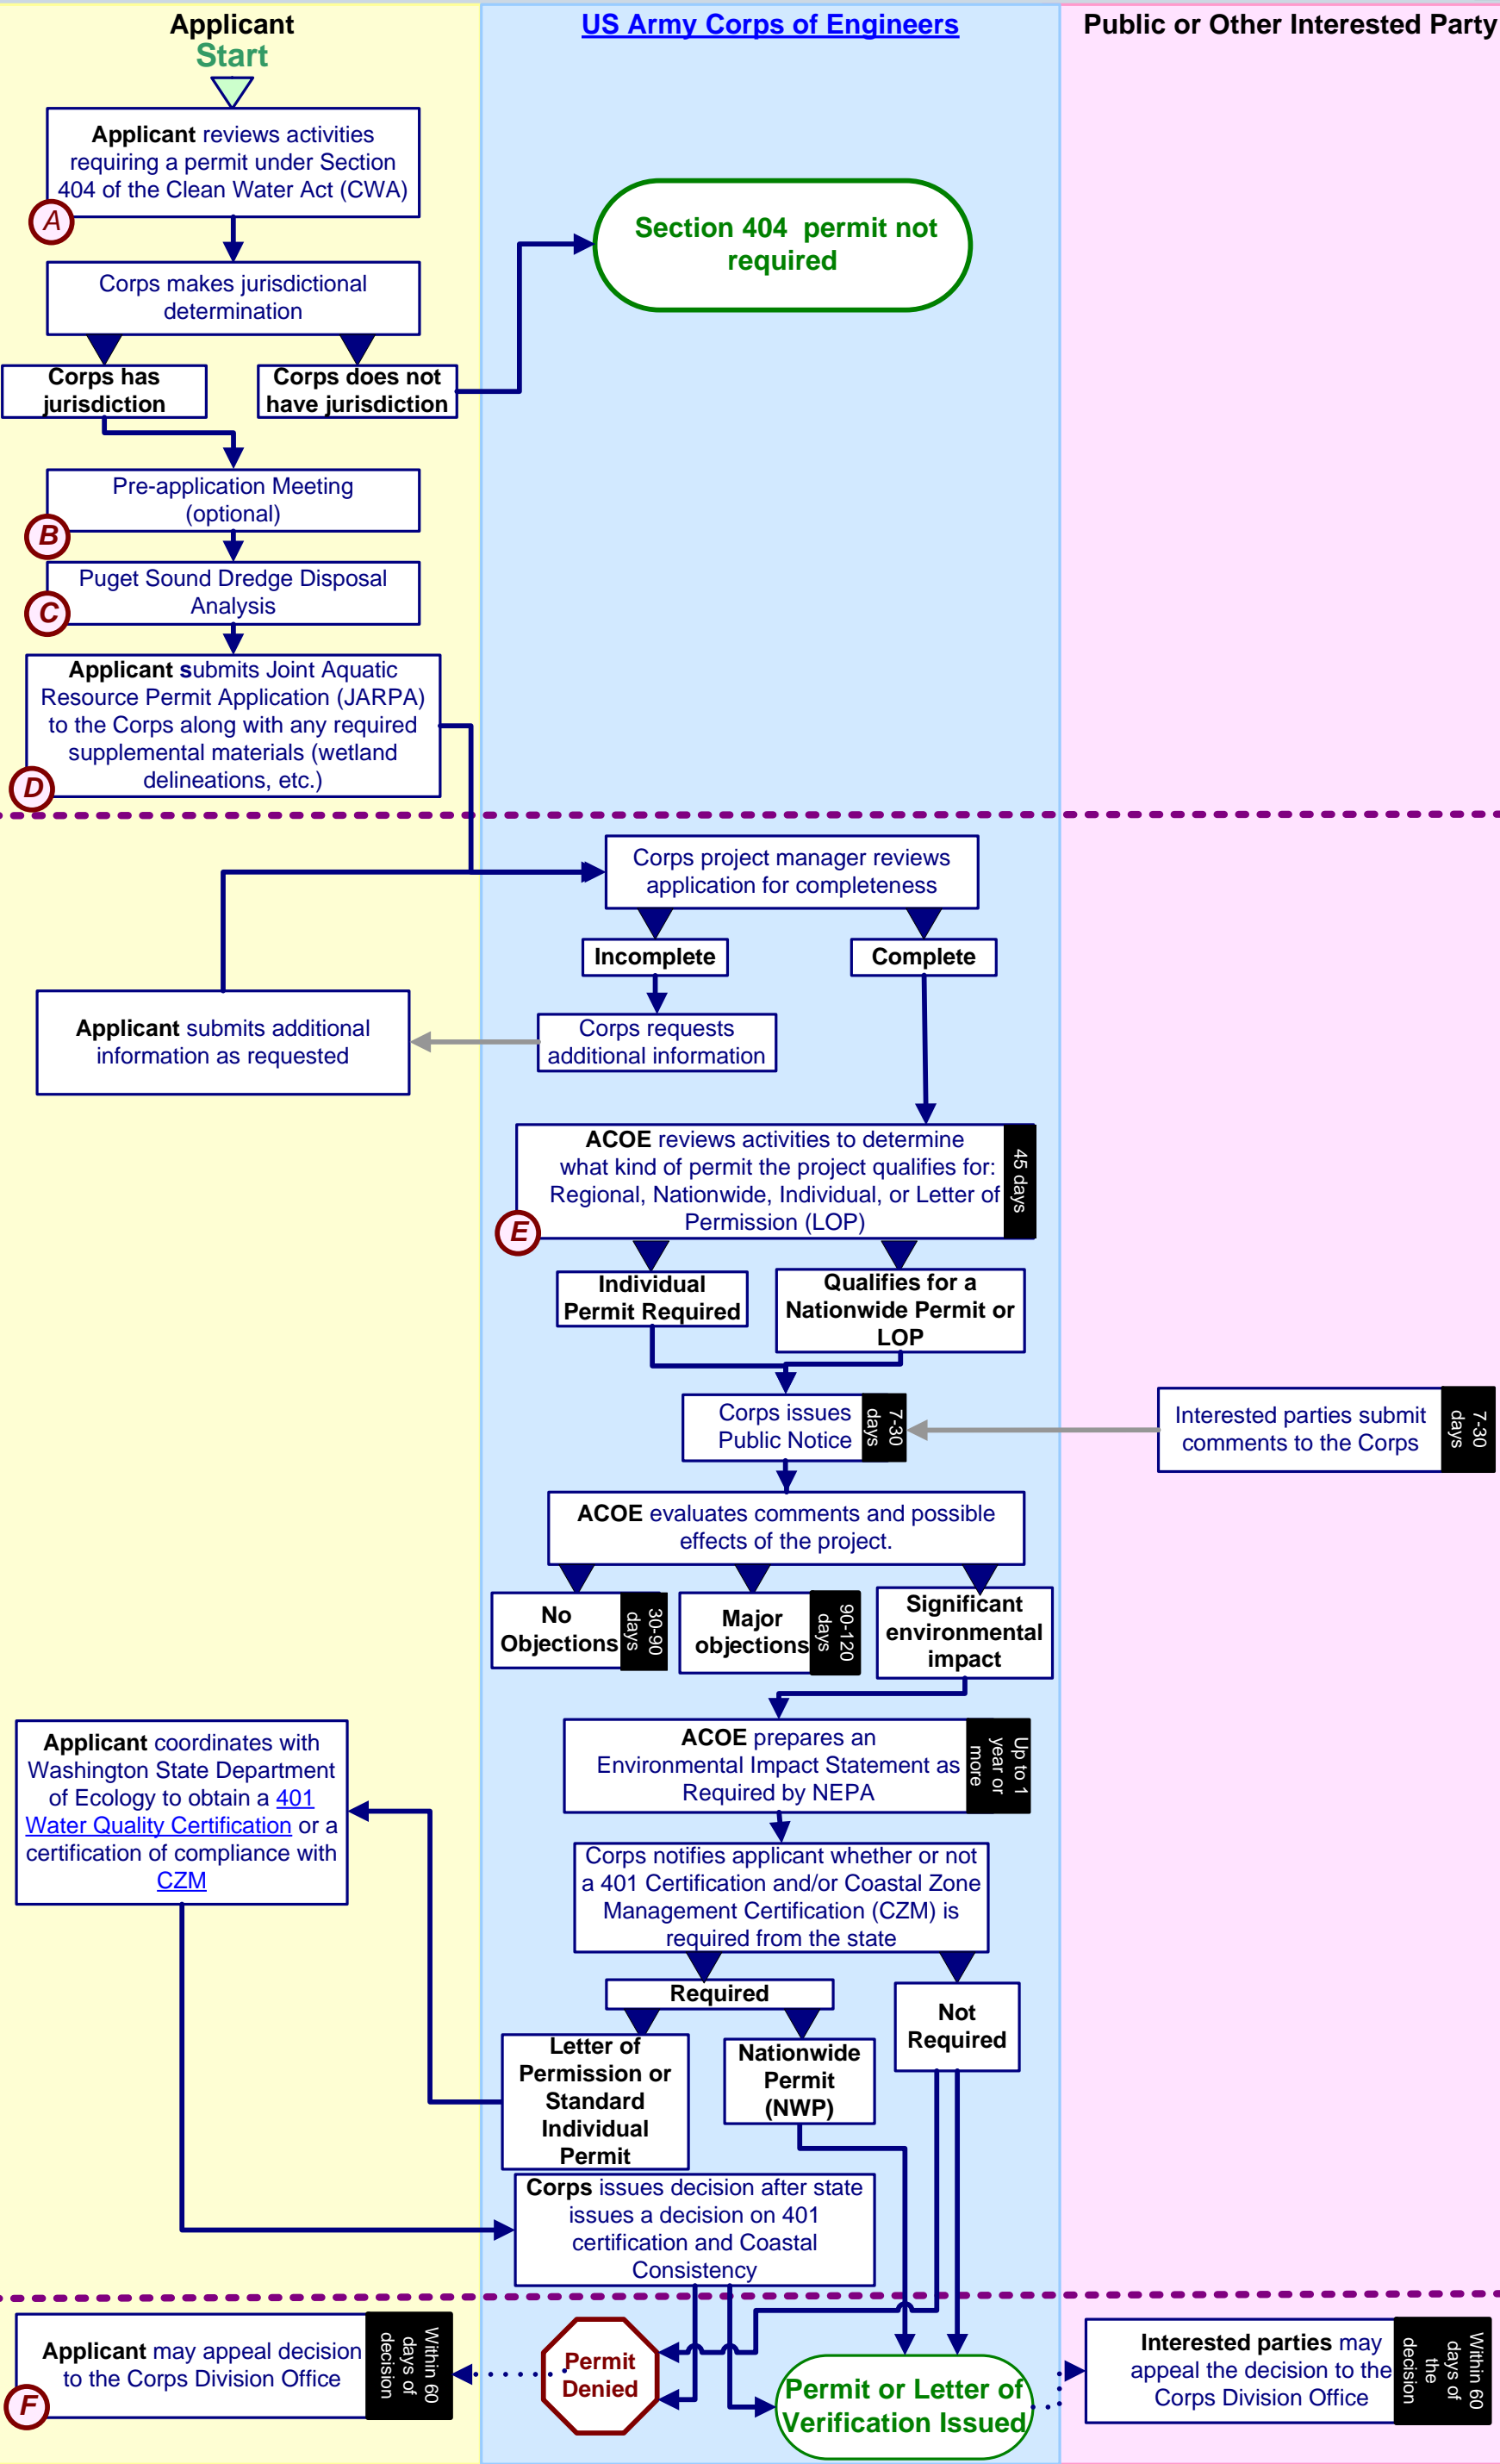 Applicant
US Army Corps of Engineers
Public or Other Interested Party
Start
Applicant reviews activities
requiring a permit under Section
404 of the Clean Water Act (CWA)
A
Section 404 permit not
required
Corps makes jurisdictional
determination
Corps has
jurisdiction
Corps does not
have jurisdiction
Pre-application Meeting
(optional)
B
Puget Sound Dredge Disposal
Analysis
C
Applicant submits Joint Aquatic
Resource Permit Application (JARPA)
to the Corps along with any required
supplemental materials (wetland
delineations, etc.)
D
Corps project manager reviews
application for completeness
Incomplete
Complete
Applicant submits additional
information as requested
Corps requests
additional information
ACOE reviews activities to determine
what kind of permit the project qualifies for:
Regional, Nationwide, Individual, or Letter of
Permission (LOP)
45 days
E
Individual
Permit Required
Qualifies for a
Nationwide Permit or
LOP
Corps issues
Public Notice
7-30
days
Interested parties submit
comments to the Corps
7-30
days
ACOE evaluates comments and possible
effects of the project.
No
Objections
30-90
days
Major
objections
90-120
days
Significant
environmental
impact
ACOE prepares an
Environmental Impact Statement as
Required by NEPA
Up to 1
year or
more
Applicant coordinates with
Washington State Department
of Ecology to obtain a 401
Water Quality Certification or a
certification of compliance with
CZM
Corps notifies applicant whether or not
a 401 Certification and/or Coastal Zone
Management Certification (CZM) is
required from the state
Required
Not
Required
Letter of
Permission or
Standard
Individual
Permit
Nationwide
Permit
(NWP)
Corps issues decision after state
issues a decision on 401
certification and Coastal
Consistency
Applicant may appeal decision
to the Corps Division Office
Within 60
days of
decision
F
Permit
Denied
Permit or Letter of
Verification Issued
Interested parties may
appeal the decision to the
Corps Division Office
Within 60
days of
the
decision